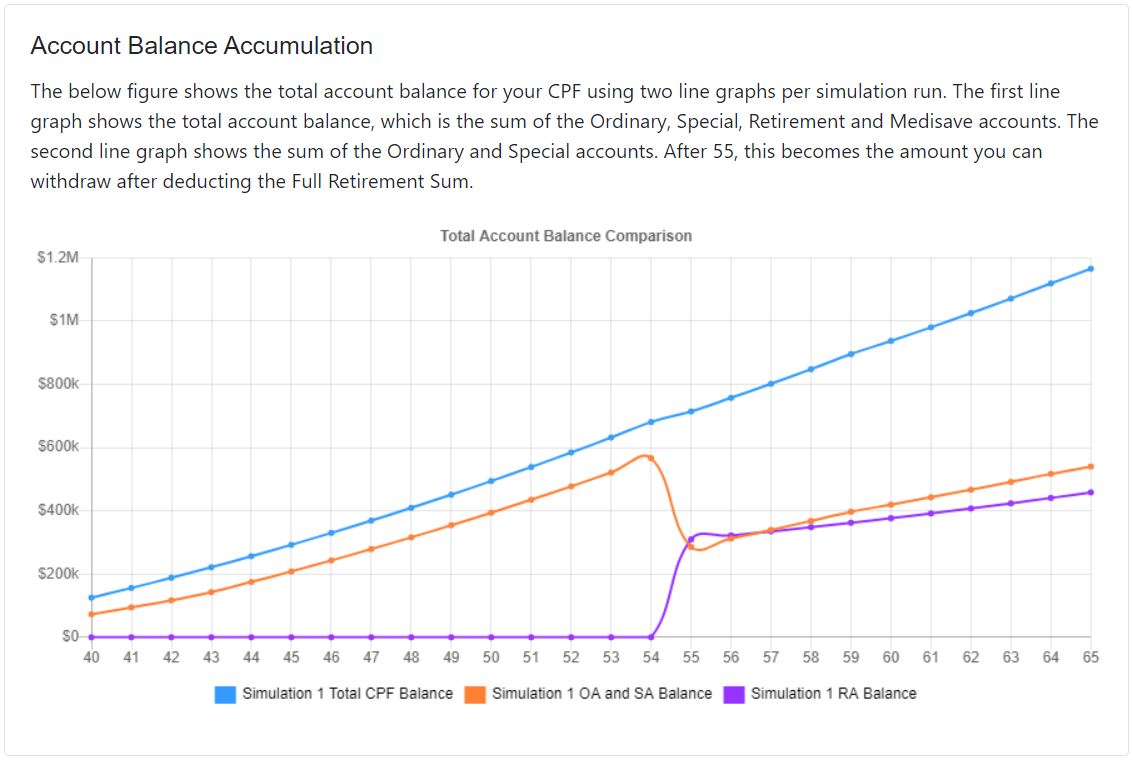 Account Balance Accumulation
The below figure shows the total account balance for your CPF using two line graphs per simulation run. The first line
graph shows the total account balance, which is the sum of the Ordinary, Special, Retirement and Medisave accounts. The
second line graph shows the sum of the Ordinary and Special accounts. After 55, this becomes the amount you can
withdraw after deducting the Full Retirement Sum.
Total Account Balance Comparison
$1.2M
$1M
$800k
$600k
$400k
$200k
$0
40 41 42 43 44 45 46 47 48 49 50 51 52 53 54 55 56 57 58 59 60 61 62 63 64 65
Simulation 1 Total CPF Balance Simulation 1 OA and SA Balance Simulation 1 RA Balance